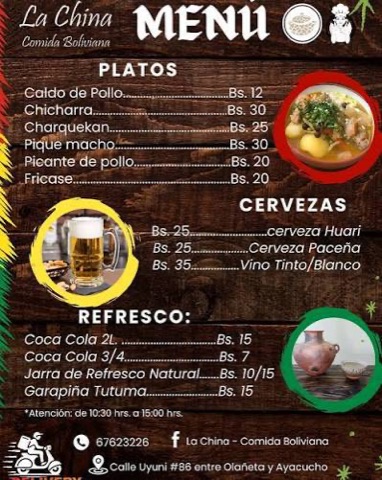 La China
Comida Boliviana
MENÚ
PLATOS
Caldo de Pollo...............................Bs. 12
Chicharra.......................................Bs. 30
Charquekan...................................Bs. 25
Pique macho.................................Bs. 30
Picante de pollo............................Bs. 20
Fricase............................................Bs. 20
CERVEZAS
Bs. 25......................cerveza Huari
Bs. 25................Cerveza Paceña
Bs. 35..............Vino Tinto/Blanco
REFRESCO:
Coca Cola 2L. .......................Bs. 15
Coca Cola 3/4........................Bs. 7
Jarra de Refresco Natural......Bs. 10/15
Garapiña Tutuma...................Bs. 15
*Atención: de 10:30 hrs. a 15:00 hrs.
67623226
La China - Comida Boliviana
Calle Uyuni #86 entre Olañeta y Ayacucho
DELIVERY